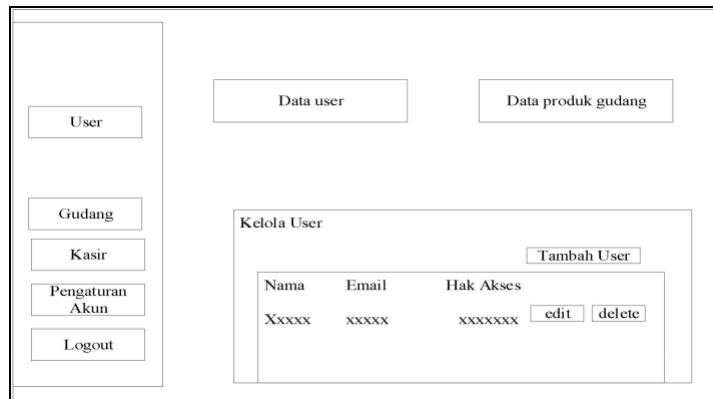 User
Gudang
Kasir
Pengaturan
Akun
Logout
Data user
Data produk gudang
Kelola User
Tambah User
Nama Email Hak Akses
Xxxxx xxxxx xxxxxxx edit delete